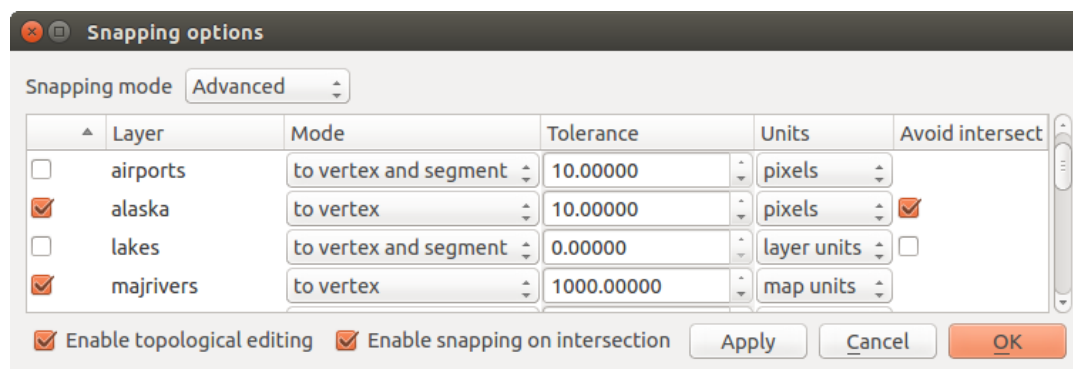 Snapping options
Snapping mode Advanced
Layer Mode Tolerance Units Avoid intersect
airports to vertex and segment 10.00000 pixels
alaska to vertex 10.00000 pixels
lakes to vertex and segment 0.00000 layer units
majrivers to vertex 1000.00000 map units
Enable topological editing Enable snapping on intersection Apply Cancel OK